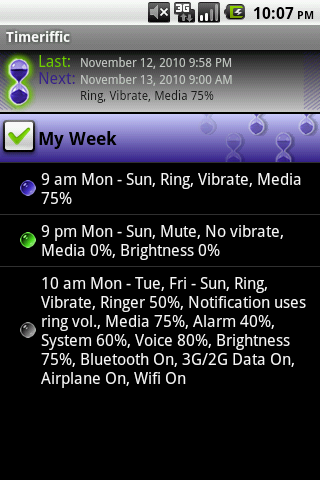 3G
10:07 PM
Timeriffic
Last: November 12, 2010 9:58 PM
Next: November 13, 2010 9:00 AM
Ring, Vibrate, Media 75%
My Week
9 am Mon - Sun, Ring, Vibrate, Media
75%
9 pm Mon - Sun, Mute, No vibrate,
Media 0%, Brightness 0%
10 am Mon - Tue, Fri - Sun, Ring,
Vibrate, Ringer 50%, Notification uses
ring vol., Media 75%, Alarm 40%,
System 60%, Voice 80%, Brightness
75%, Bluetooth On, 3G/2G Data On,
Airplane On, Wifi On